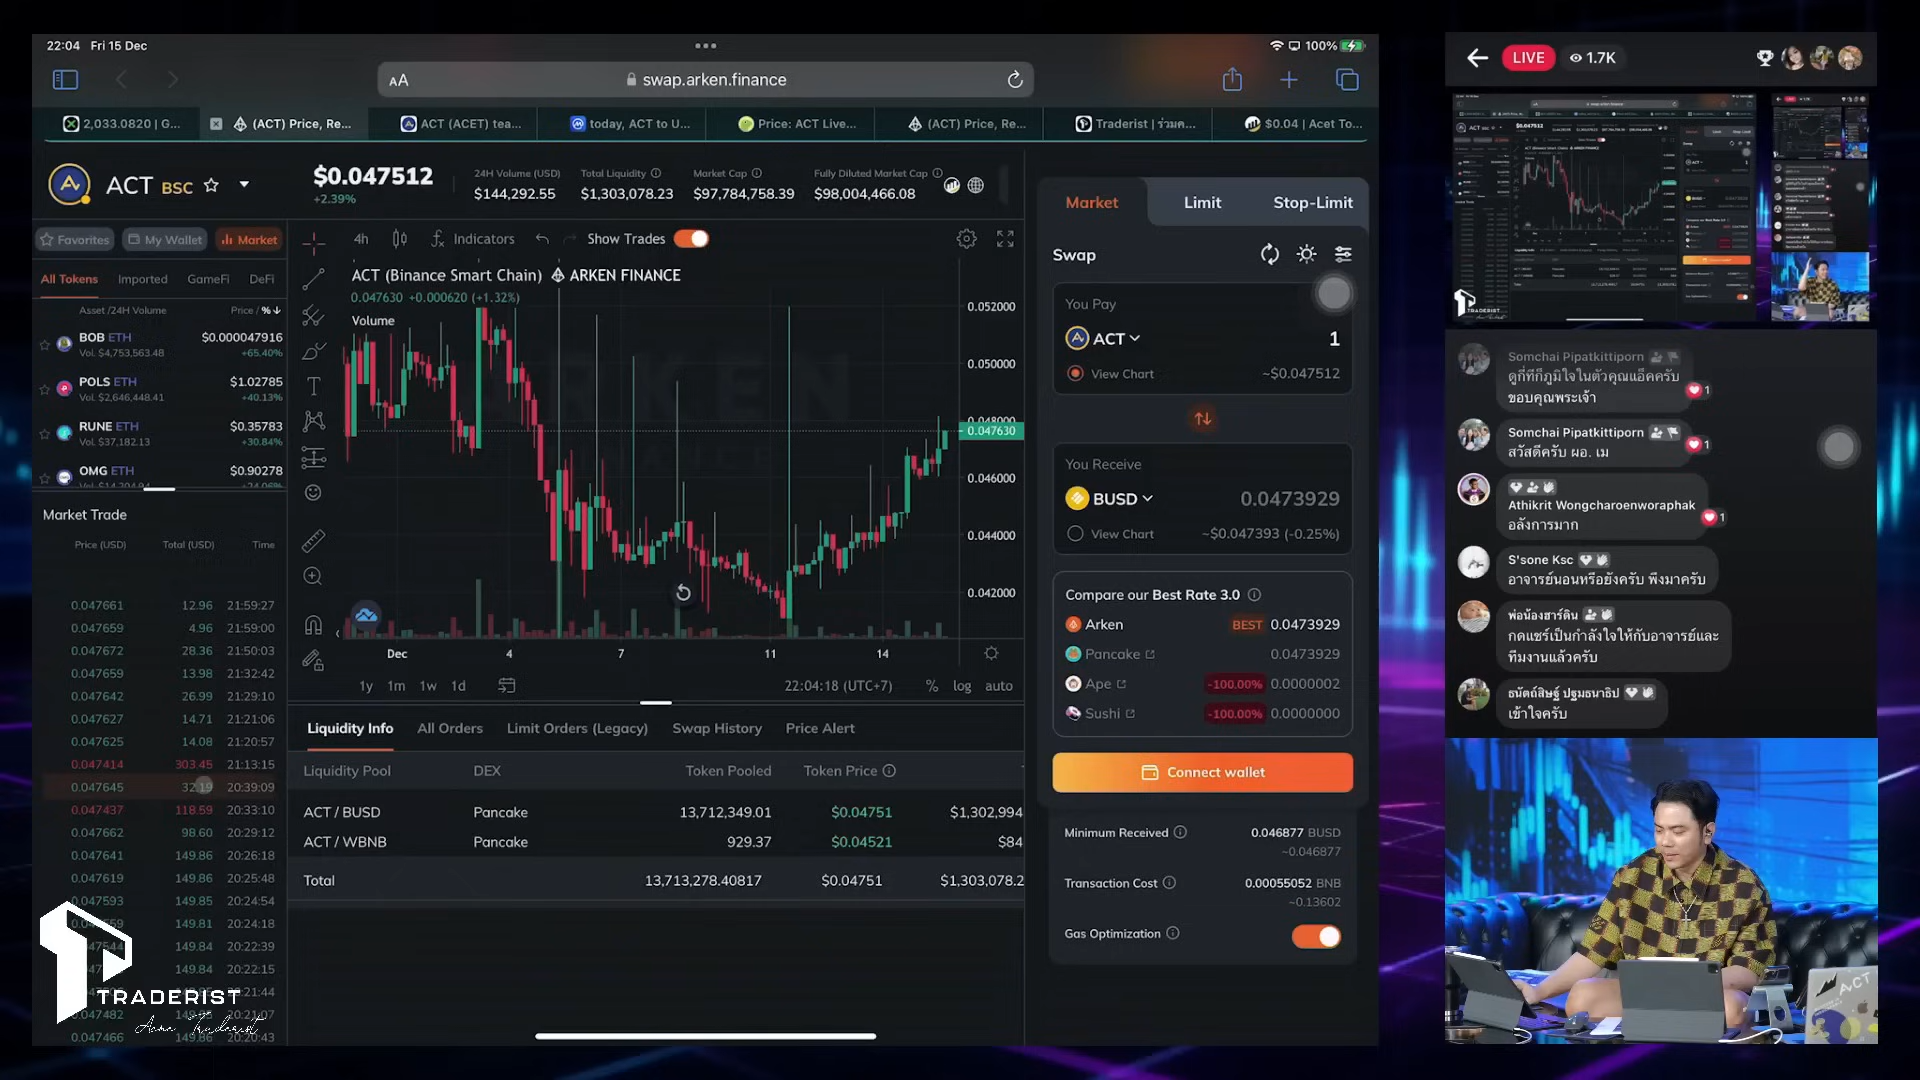 22:04 Fri 15 Dec
100%
AA swap.arken.finance
2,033.0820 | G...
(ACT) Price, Re...
ACT (ACET) tea...
today, ACT to U...
Price: ACT Live...
(ACT) Price, Re...
Traderist | ร่วมค...
$0.04 | Acet To...
ACT BSC
$0.047512
+2.39%
24H Volume (USD)
$144,292.55
Total Liquidity
$1,303,078.23
Market Cap
$97,784,758.39
Fully Diluted Market Cap
$98,004,466.08
Favorites My Wallet Market
All Tokens Imported GameFi DeFi
Asset /24H Volume Price / %
BOB ETH $0.000047916
Vol. $4,753,563.48 +65.40%
POLS ETH $1.02785
Vol. $2,646,448.41 +40.13%
RUNE ETH $0.35783
Vol. $37,182.13 +30.84%
OMG ETH $0.90278
Market Trade
Price (USD) Total (USD) Time
0.047661 12.96 21:59:27
0.047659 4.96 21:59:00
0.047672 28.36 21:50:03
0.047659 13.98 21:32:42
0.047642 26.99 21:29:10
0.047627 14.71 21:21:06
0.047625 14.08 21:20:57
0.047414 303.45 21:13:15
0.047645 32.19 20:39:09
0.047437 118.59 20:33:10
0.047662 98.60 20:29:12
0.047641 149.86 20:26:18
0.047619 149.86 20:25:48
0.047593 149.85 20:24:54
149.81 20:24:18
149.84 20:22:39
149.84 20:22:15
20:21:44
0.047482 20:21:07
0.047466 149.86 20:20:43
TRADERIST
4h Indicators Show Trades
ACT (Binance Smart Chain) ARKEN FINANCE
0.047630 +0.000620 (+1.32%)
Volume
ARKEN
FINANCE
0.052000
0.050000
0.048000
0.047630
0.046000
0.044000
0.042000
Dec 4 7 11 14
1y 1m 1w 1d 22:04:18 (UTC+7) % log auto
Liquidity Info All Orders Limit Orders (Legacy) Swap History Price Alert
Liquidity Pool DEX Token Pooled Token Price
ACT / BUSD Pancake 13,712,349.01 $0.04751 $1,302,994
ACT / WBNB Pancake 929.37 $0.04521 $84
Total 13,713,278.40817 $0.04751 $1,303,078.2
Market Limit Stop-Limit
Swap
You Pay
ACT 1
View Chart ~$0.047512
You Receive
BUSD 0.0473929
View Chart ~$0.047393 (-0.25%)
Compare our Best Rate 3.0
Arken BEST 0.0473929
Pancake 0.0473929
Ape -100.00% 0.0000002
Sushi -100.00% 0.0000000
Connect wallet
Minimum Received 0.046877 BUSD
~0.046877
Transaction Cost 0.00055052 BNB
~0.13602
Gas Optimization
LIVE 1.7K
Somchai Pipatkittiporn
ดูกี่ทีก็ภูมิใจในตัวคุณแอ็คครับ
ขอบคุณพระเจ้า
1
Somchai Pipatkittiporn
สวัสดีครับ ผอ. เม
1
Athikrit Wongcharoenworaphak
อลังการมาก
1
S'sone Ksc
อาจารย์นอนหรือยังครับ พึ่งมาครับ
พ่อน้องฮาร์ดิน
กดแชร์เป็นกำลังใจให้กับอาจารย์และ
ทีมงานแล้วครับ
ธนัตถ์สิษฐ์ ปฐมธนาธิป
เข้าใจครับ
ACT